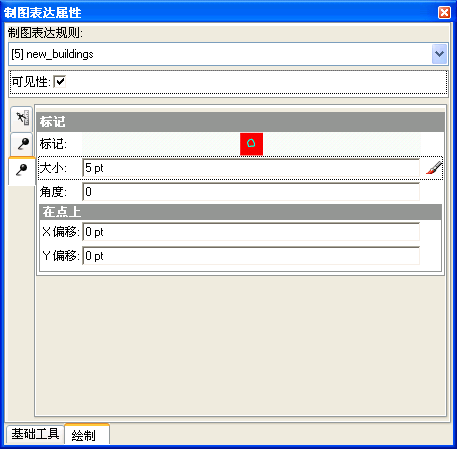 制图表达属性
制图表达规则:
[5] new_buildings
可见性:
标记
标记:
大小: 5 pt
角度: 0
在点上
X偏移: 0 pt
Y偏移: 0 pt
基础工具 绘制